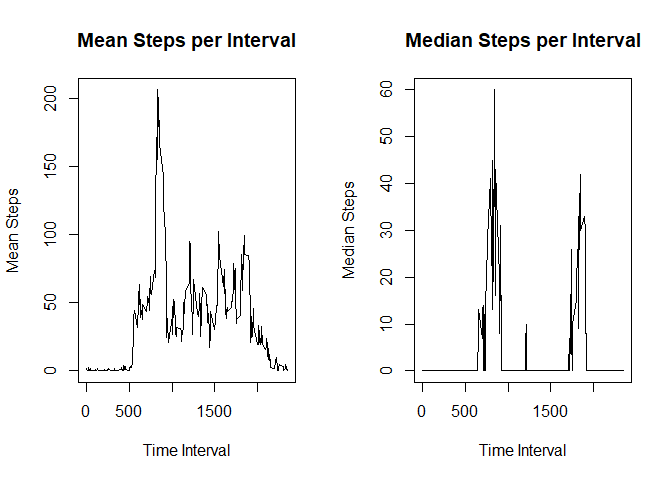 Mean Steps per Interval
Mean Steps
200
150
100
50
0
0 500 1500
Time Interval
Median Steps per Interval
Median Steps
60
50
40
30
20
10
0
0 500 1500
Time Interval